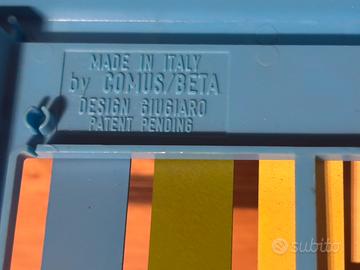 MADE IN ITALY
by COMUS/BETA
DESIGN GIUGIARO
PATENT PENDING
subito